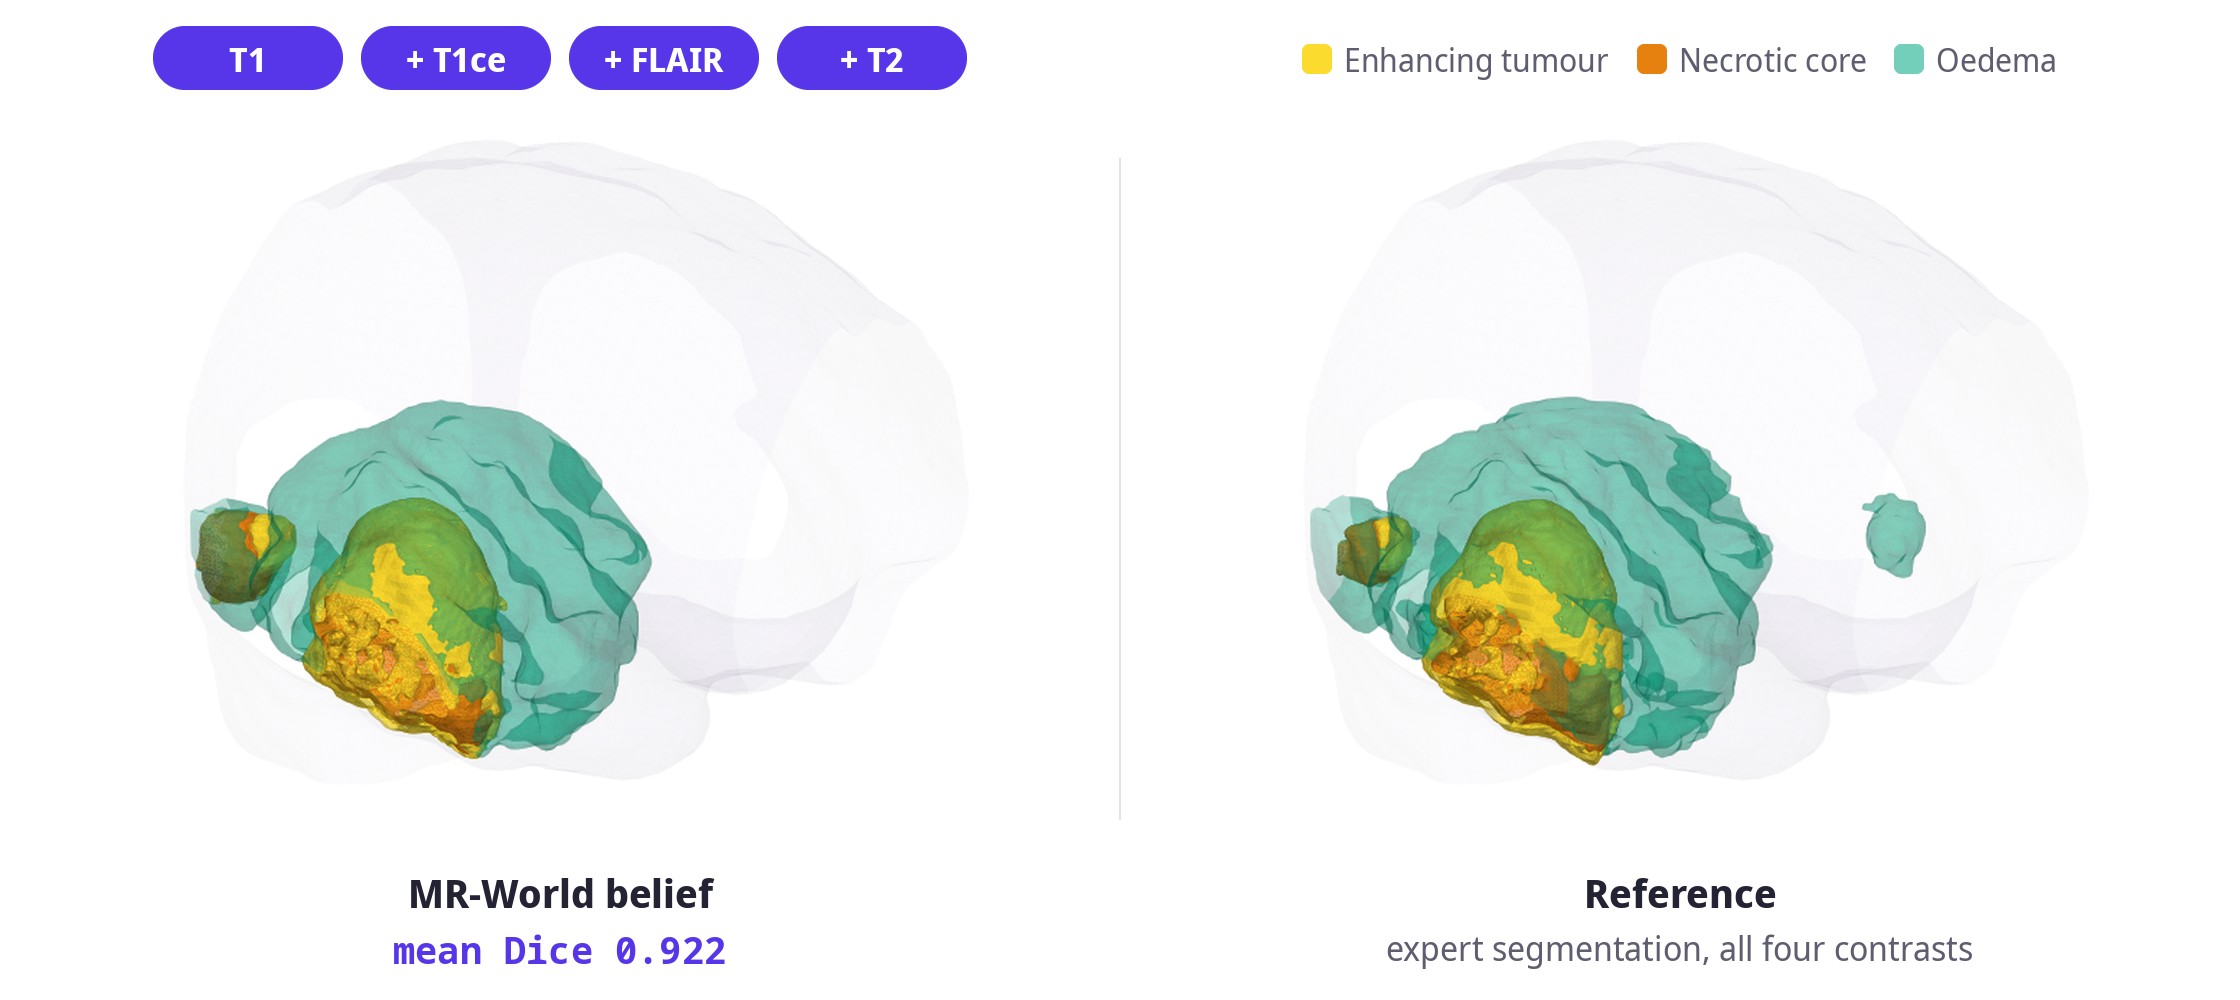 T1 + T1ce + FLAIR + T2
Enhancing tumour Necrotic core Oedema
MR-World belief
mean Dice 0.922
Reference
expert segmentation, all four contrasts